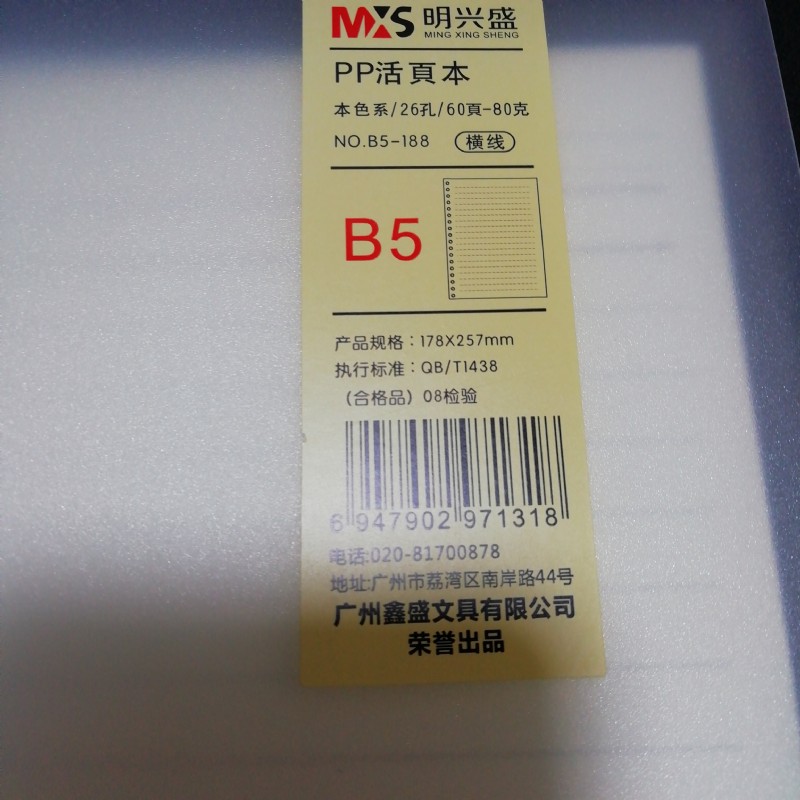 MXS 明兴盛
MING XING SHENG
PP活頁本
本色系/26孔/60頁-80克
NO.B5-188 横线
B5
产品规格：178X257mm
执行标准：QB/T1438
（合格品）08检验
6 947902 971318
电话:020-81700878
地址:广州市荔湾区南岸路44号
广州鑫盛文具有限公司
荣誉出品